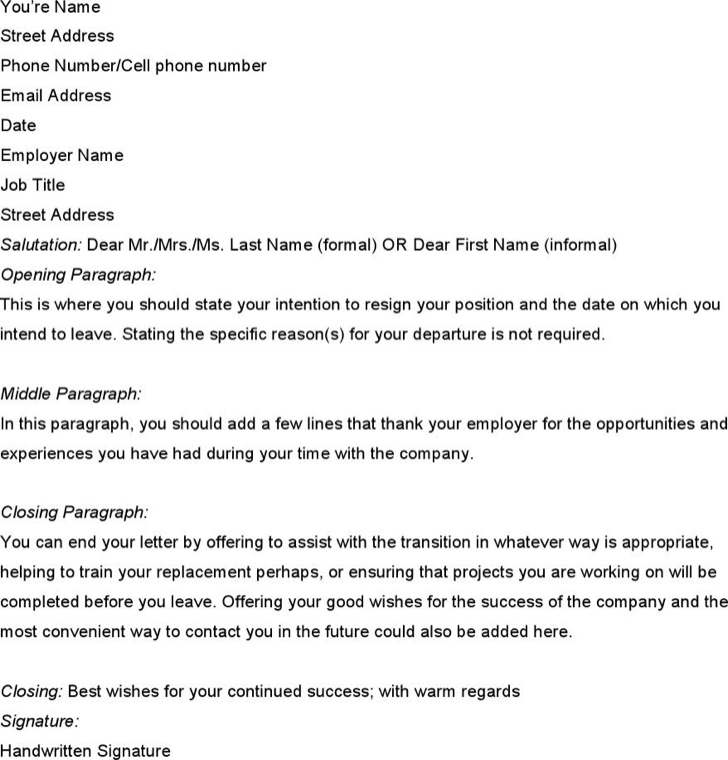 You're Name
Street Address
Phone Number/Cell phone number
Email Address
Date
Employer Name
Job Title
Street Address
Salutation: Dear Mr./Mrs./Ms. Last Name (formal) OR Dear First Name (informal)
Opening Paragraph:
This is where you should state your intention to resign your position and the date on which you
intend to leave. Stating the specific reason(s) for your departure is not required.
Middle Paragraph:
In this paragraph, you should add a few lines that thank your employer for the opportunities and
experiences you have had during your time with the company.
Closing Paragraph:
You can end your letter by offering to assist with the transition in whatever way is appropriate,
helping to train your replacement perhaps, or ensuring that projects you are working on will be
completed before you leave. Offering your good wishes for the success of the company and the
most convenient way to contact you in the future could also be added here.
Closing: Best wishes for your continued success; with warm regards
Signature:
Handwritten Signature